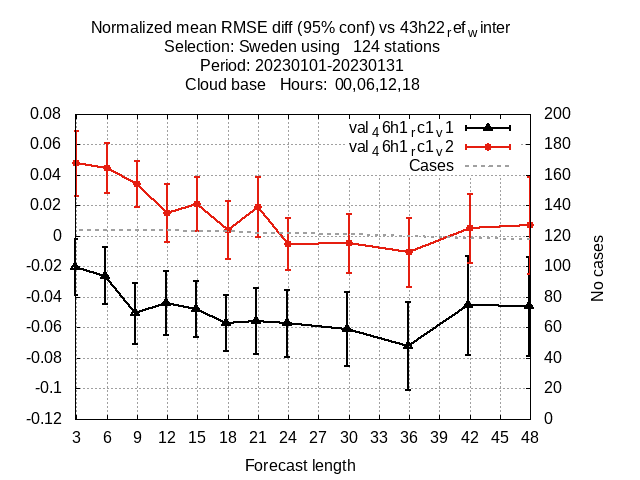 Normalized mean RMSE diff (95% conf) vs 43h22refwinter
Selection: Sweden using 124 stations
Period: 20230101-20230131
Cloud base Hours: 00,06,12,18
val46h1rc1v1
val46h1rc1v2
Cases
0.08
0.06
0.04
0.02
0
-0.02
-0.04
-0.06
-0.08
-0.1
-0.12
200
180
160
140
120
100
80
60
40
20
0
No cases
3 6 9 12 15 18 21 24 27 30 33 36 39 42 45 48
Forecast length